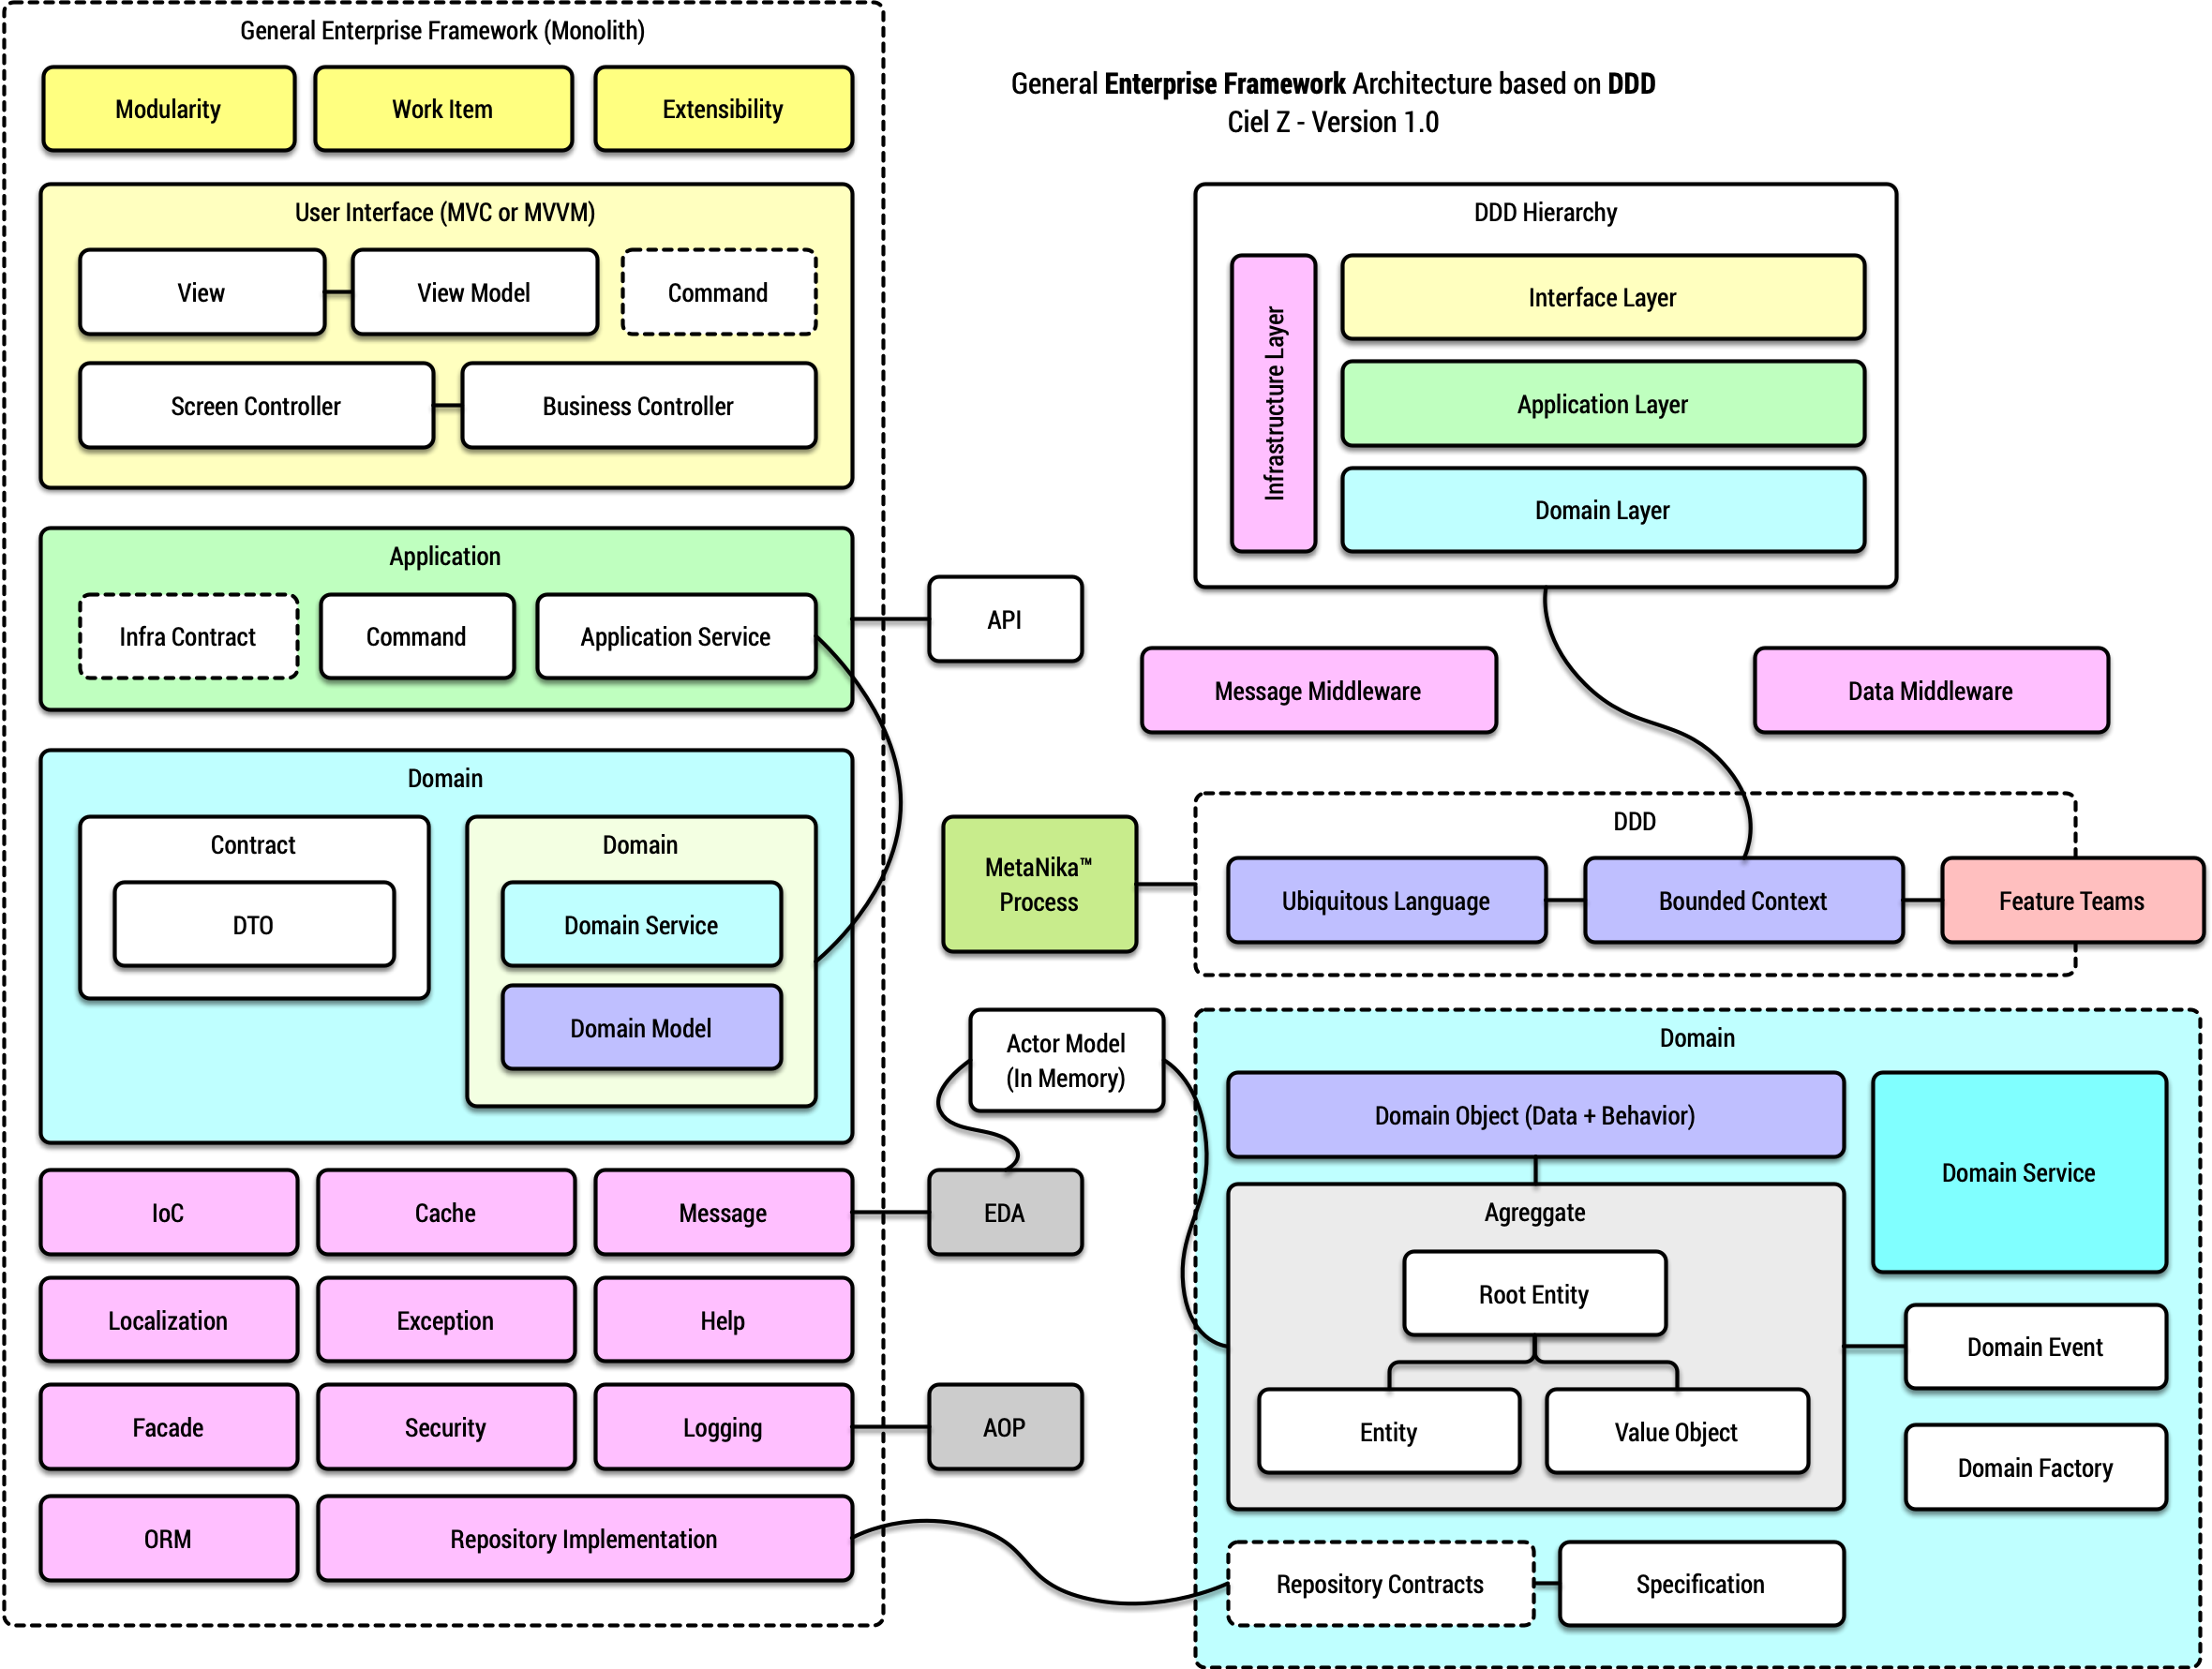 General Enterprise Framework (Monolith)
Modularity
Work Item
Extensibility
User Interface (MVC or MVVM)
View
View Model
Command
Screen Controller
Business Controller
Application
Infra Contract
Command
Application Service
Domain
Contract
DTO
Domain
Domain Service
Domain Model
IoC
Cache
Message
Localization
Exception
Help
Facade
Security
Logging
ORM
Repository Implementation
API
EDA
AOP
General Enterprise Framework Architecture based on DDD
Ciel Z - Version 1.0
DDD Hierarchy
Infrastructure Layer
Interface Layer
Application Layer
Domain Layer
Message Middleware
Data Middleware
MetaNika™
Process
DDD
Ubiquitous Language
Bounded Context
Feature Teams
Actor Model
(In Memory)
Domain
Domain Object (Data + Behavior)
Domain Service
Agreggate
Root Entity
Entity
Value Object
Domain Event
Domain Factory
Repository Contracts
Specification